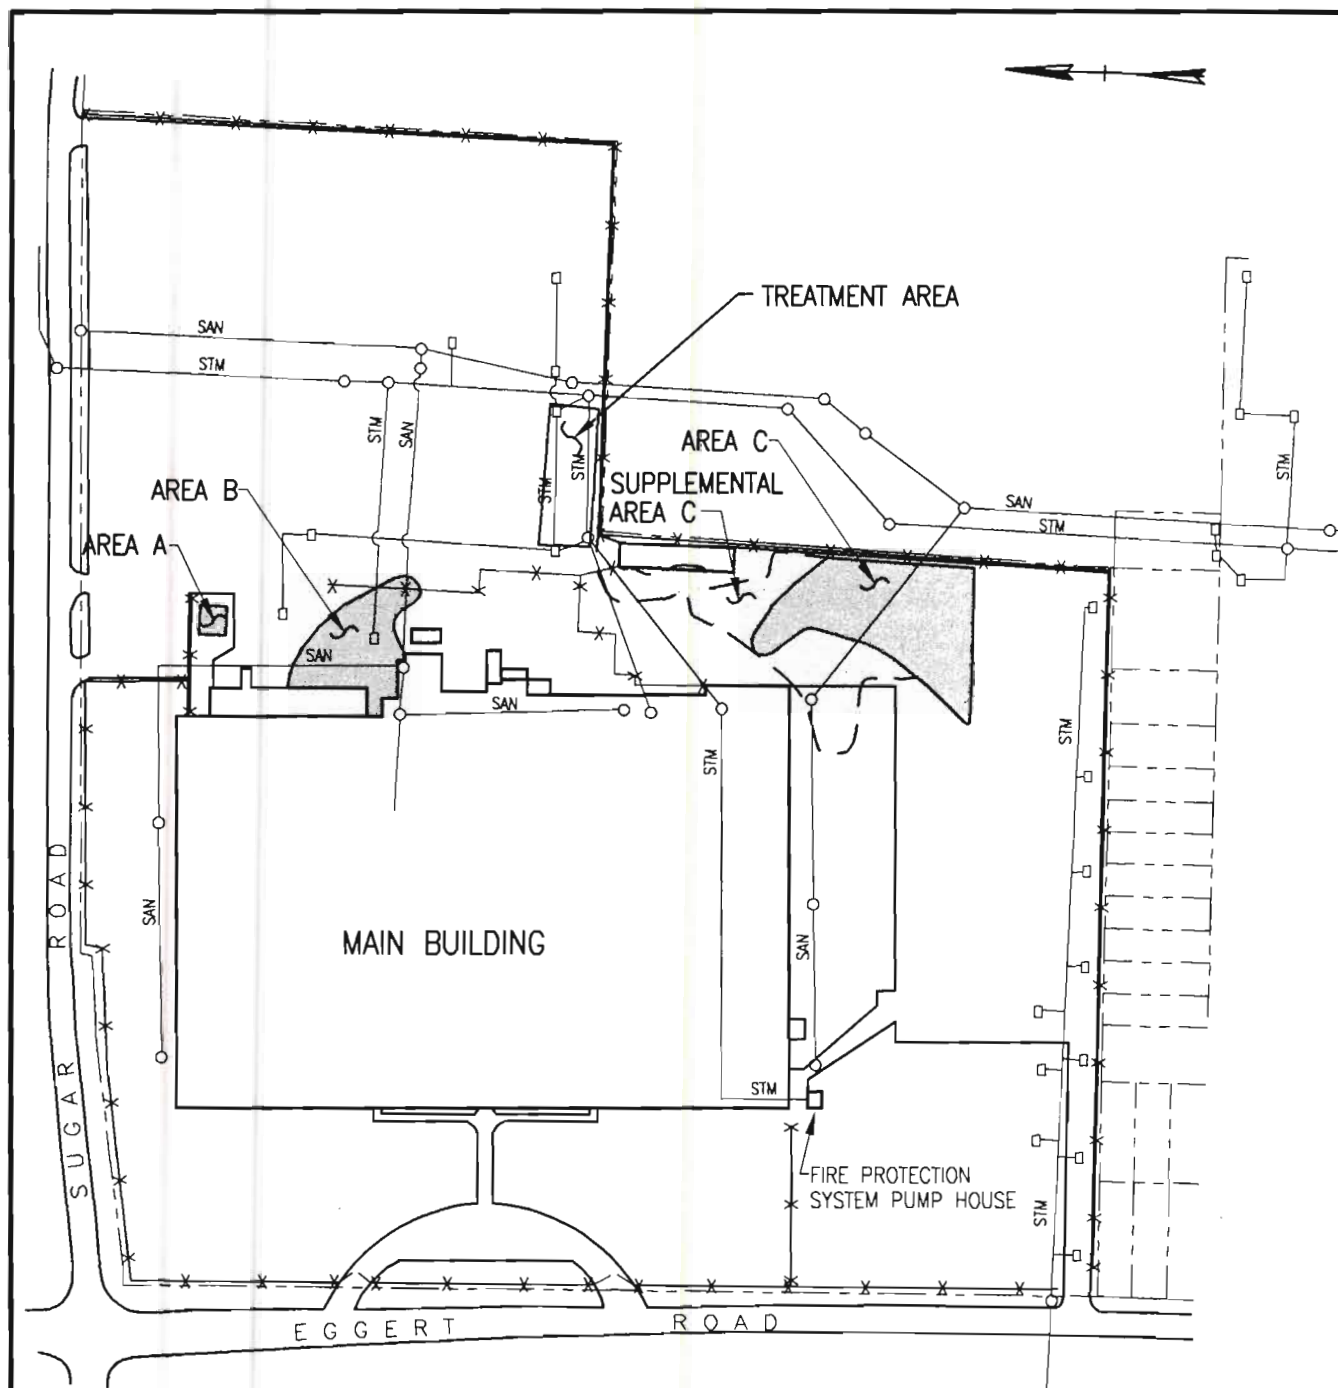 TREATMENT AREA
SAN
STM
STM
SAN
AREA C
SUPPLEMENTAL
AREA C
STM
STM
STM
SAN
STM
AREA B
AREA A
SAN
SAN
STM
STM
ROAD
SAN
MAIN BUILDING
SAN
SUGAR
STM
FIRE PROTECTION
SYSTEM PUMP HOUSE
STM
EGGERT ROAD